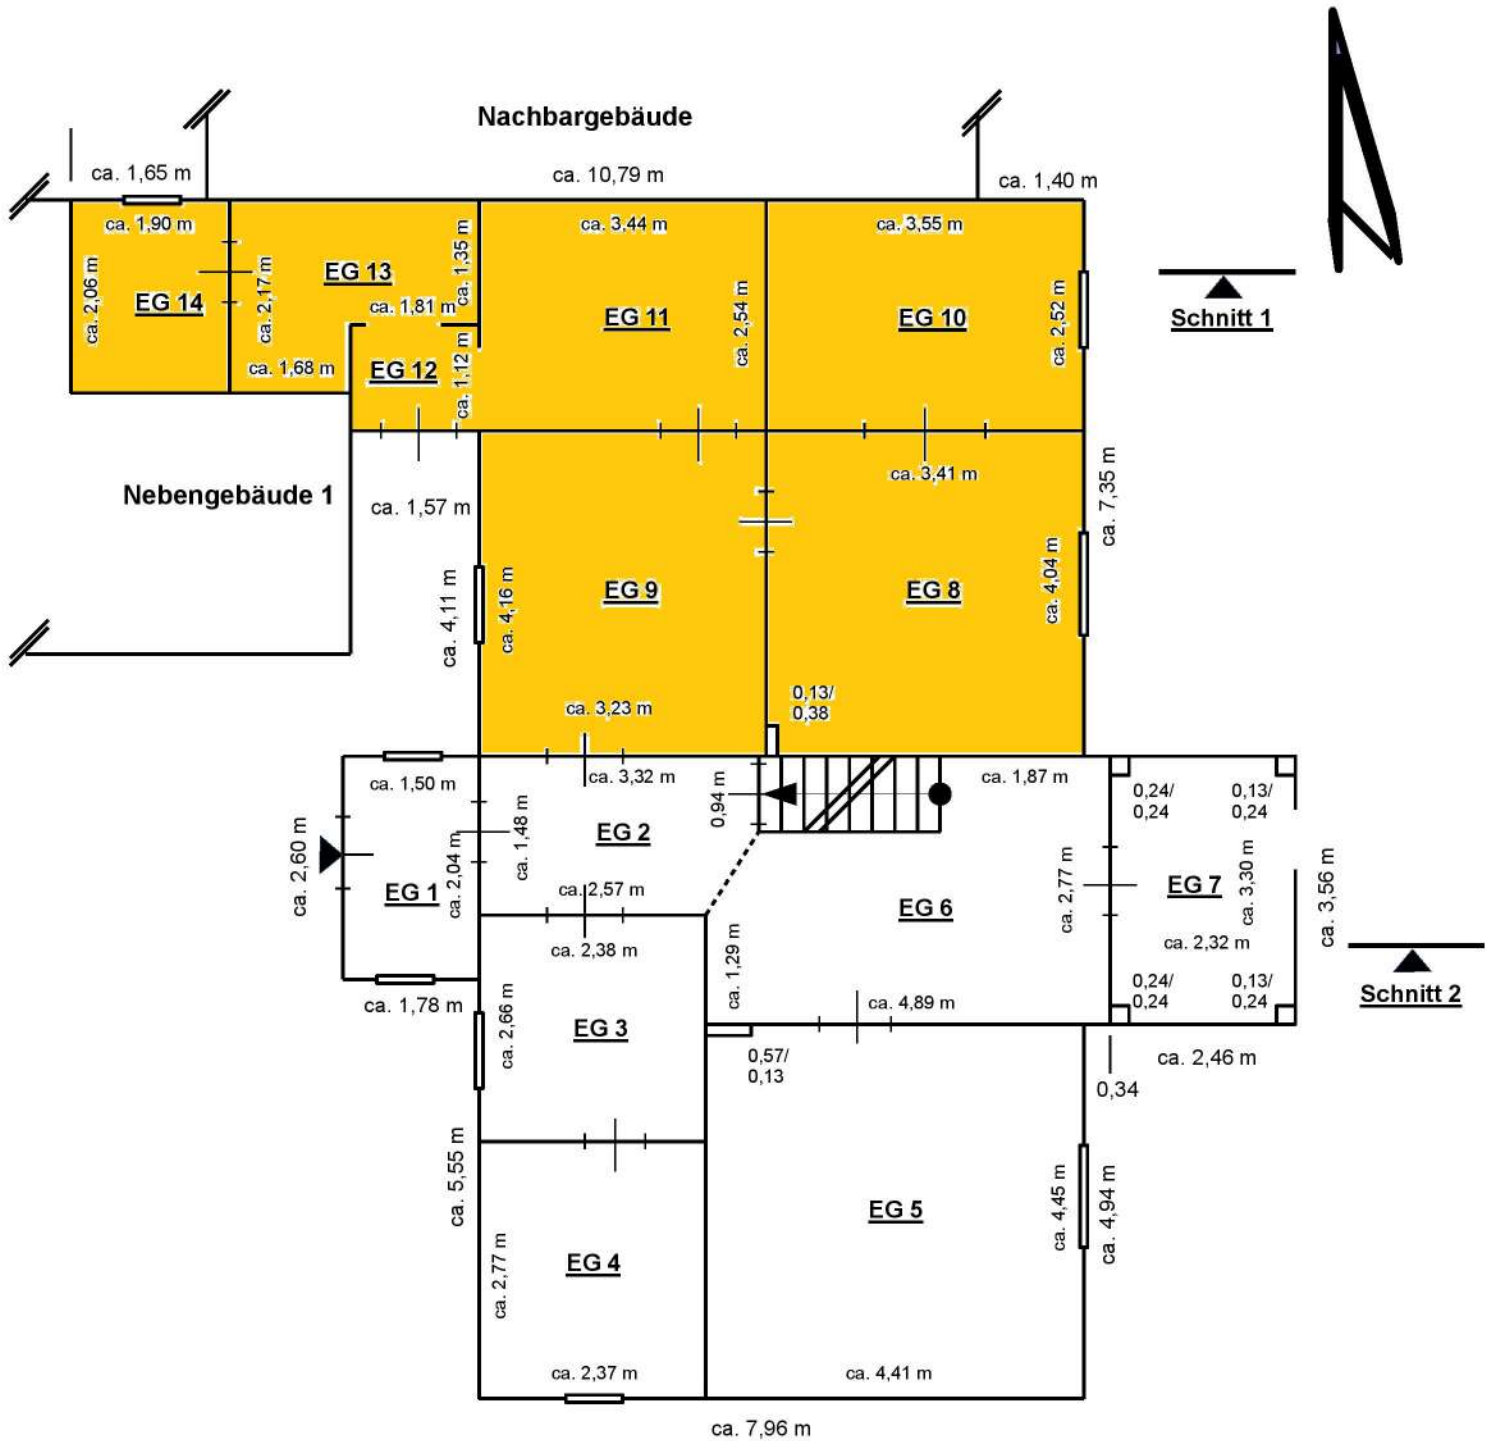 Nachbargebäude
ca. 1,65 m
ca. 10,79 m
ca. 1,40 m
ca. 1,90 m
ca. 3,44 m
ca. 3,55 m
ca. 2,06 m
EG 14
ca. 2,17 m
EG 13
ca. 1,35 m
ca. 1,81 m
EG 11
ca. 2,54 m
EG 10
ca. 2,52 m
Schnitt 1
ca. 1,68 m
EG 12
ca. 1,12 m
Nebengebäude 1
ca. 1,57 m
ca. 3,41 m
ca. 7,35 m
ca. 4,11 m
ca. 4,16 m
EG 9
EG 8
ca. 4,04 m
ca. 3,23 m
0,13/
0,38
ca. 1,50 m
ca. 3,32 m
0,94 m
ca. 1,87 m
0,24/
0,24
0,13/
0,24
ca. 2,60 m
EG 1
ca. 2,04 m
ca. 1,48 m
EG 2
ca. 2,57 m
EG 6
ca. 2,77 m
EG 7
ca. 3,30 m
ca. 3,56 m
ca. 2,32 m
ca. 2,38 m
ca. 1,29 m
ca. 4,89 m
0,24/
0,24
0,13/
0,24
Schnitt 2
ca. 1,78 m
ca. 2,66 m
EG 3
0,57/
0,13
ca. 2,46 m
0,34
ca. 5,55 m
EG 5
ca. 4,45 m
ca. 4,94 m
ca. 2,77 m
EG 4
ca. 2,37 m
ca. 4,41 m
ca. 7,96 m